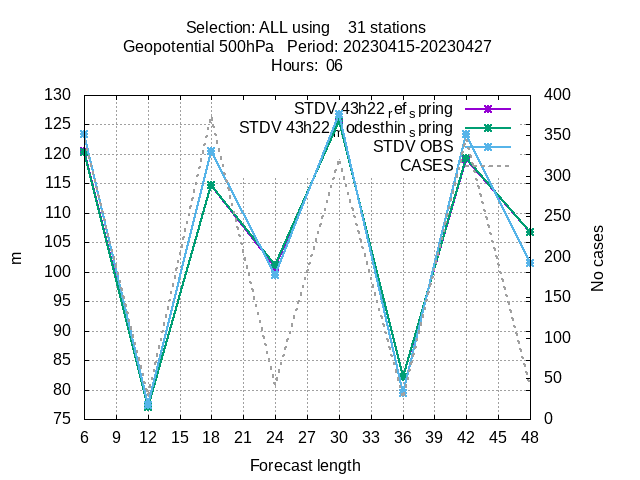 Selection: ALL using 31 stations
Geopotential 500hPa Period: 20230415-20230427
Hours: 06
STDV 43h22refspring
STDV 43h22modesthinspring
STDV OBS
CASES
130
125
120
115
110
105
100
95
90
85
80
75
m
400
350
300
250
200
150
100
50
0
No cases
6 9 12 15 18 21 24 27 30 33 36 39 42 45 48
Forecast length